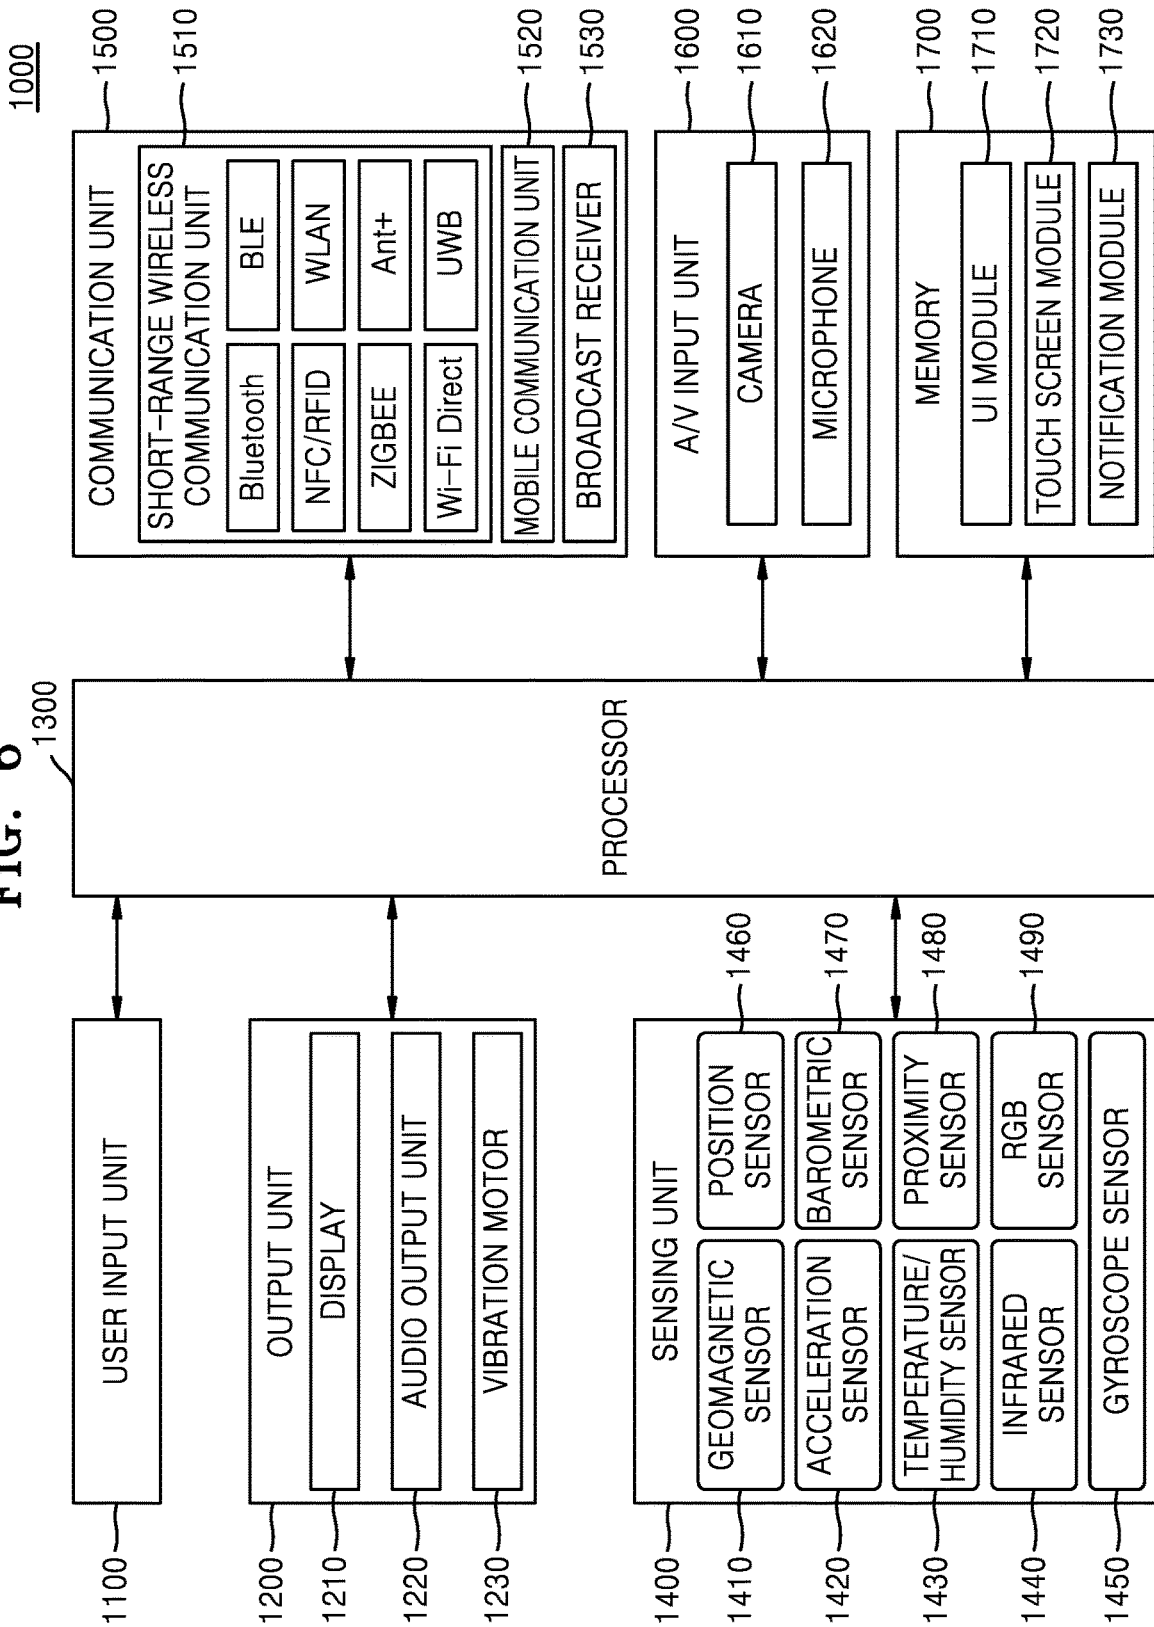 FIG. 6
1000
1100
USER INPUT UNIT
1200
OUTPUT UNIT
1210
DISPLAY
1220
AUDIO OUTPUT UNIT
1230
VIBRATION MOTOR
1400
SENSING UNIT
1410
GEOMAGNETIC
SENSOR
POSITION
SENSOR
1460
1420
ACCELERATION
SENSOR
BAROMETRIC
SENSOR
1470
1430
TEMPERATURE/
HUMIDITY SENSOR
PROXIMITY
SENSOR
1480
1440
INFRARED
SENSOR
RGB
SENSOR
1490
1450
GYROSCOPE SENSOR
1300
PROCESSOR
COMMUNICATION UNIT
1500
SHORT-RANGE WIRELESS
COMMUNICATION UNIT
1510
Bluetooth
BLE
NFC/RFID
WLAN
ZIGBEE
Ant+
Wi-Fi Direct
UWB
MOBILE COMMUNICATION UNIT
1520
BROADCAST RECEIVER
1530
A/V INPUT UNIT
1600
CAMERA
1610
MICROPHONE
1620
MEMORY
1700
UI MODULE
1710
TOUCH SCREEN MODULE
1720
NOTIFICATION MODULE
1730